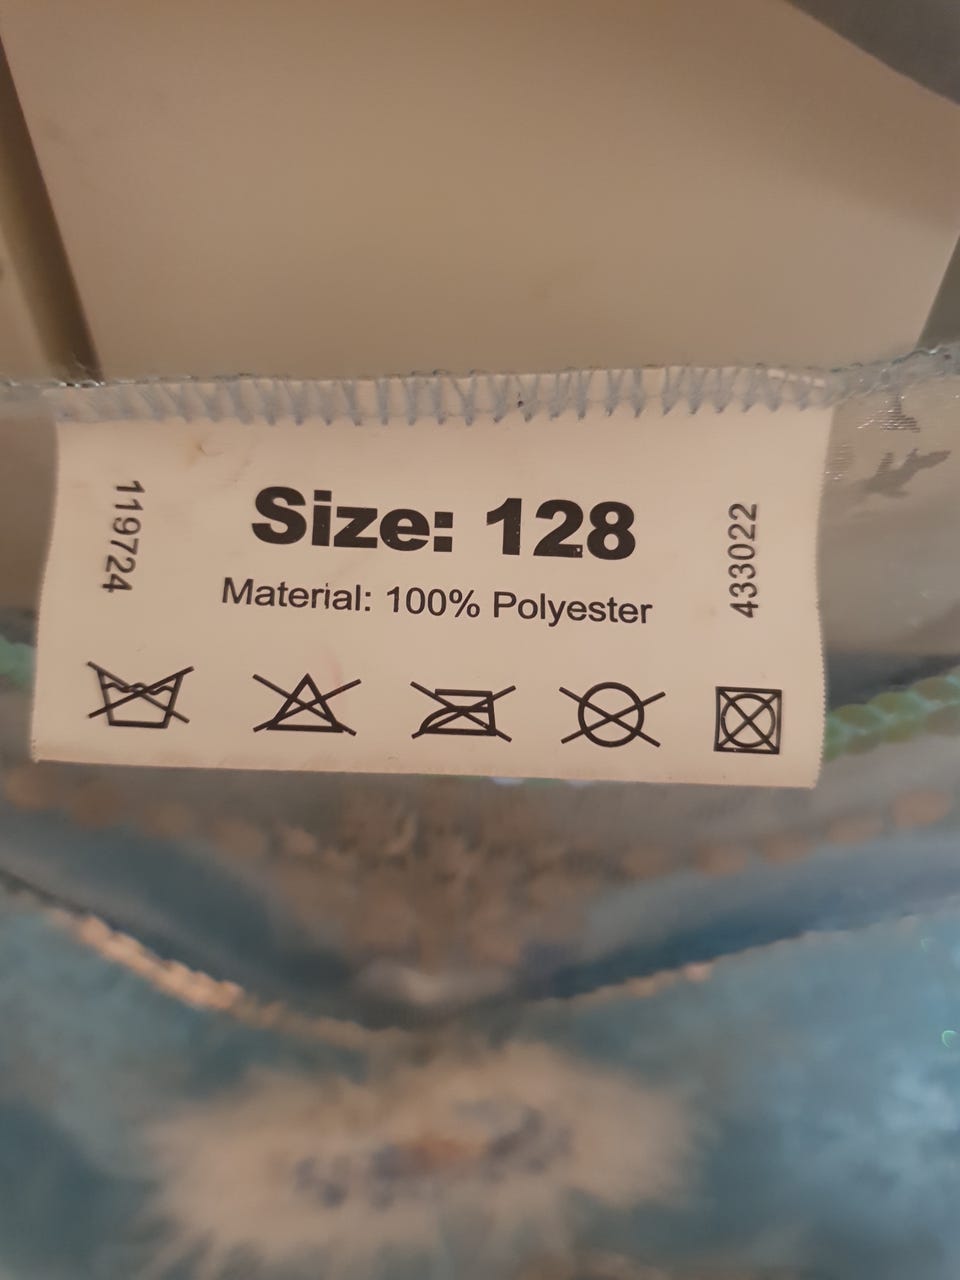 119724
Size: 128
433022
Material: 100% Polyester